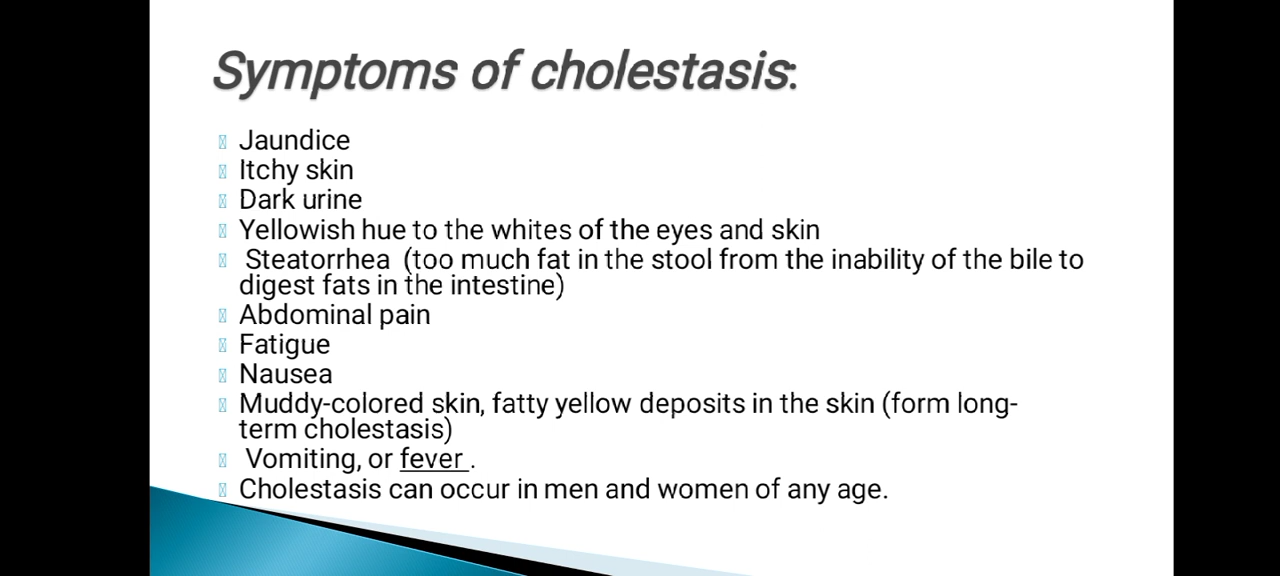 Symptoms of cholestasis:
Jaundice
Itchy skin
Dark urine
Yellowish hue to the whites of the eyes and skin
Steatorrhea (too much fat in the stool from the inability of the bile to
digest fats in the intestine)
Abdominal pain
Fatigue
Nausea
Muddy-colored skin, fatty yellow deposits in the skin (form long-
term cholestasis)
Vomiting, or fever .
Cholestasis can occur in men and women of any age.